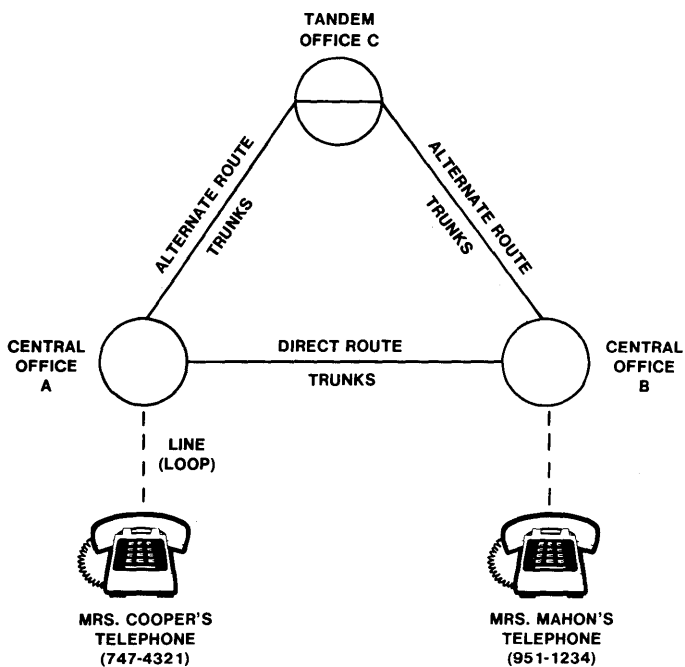 TANDEM
OFFICE C
ALTERNATE ROUTE
TRUNKS
ALTERNATE ROUTE
TRUNKS
CENTRAL
OFFICE
A
DIRECT ROUTE
TRUNKS
CENTRAL
OFFICE
B
LINE
(LOOP)
MRS. COOPER'S
TELEPHONE
(747-4321)
MRS. MAHON'S
TELEPHONE
(951-1234)